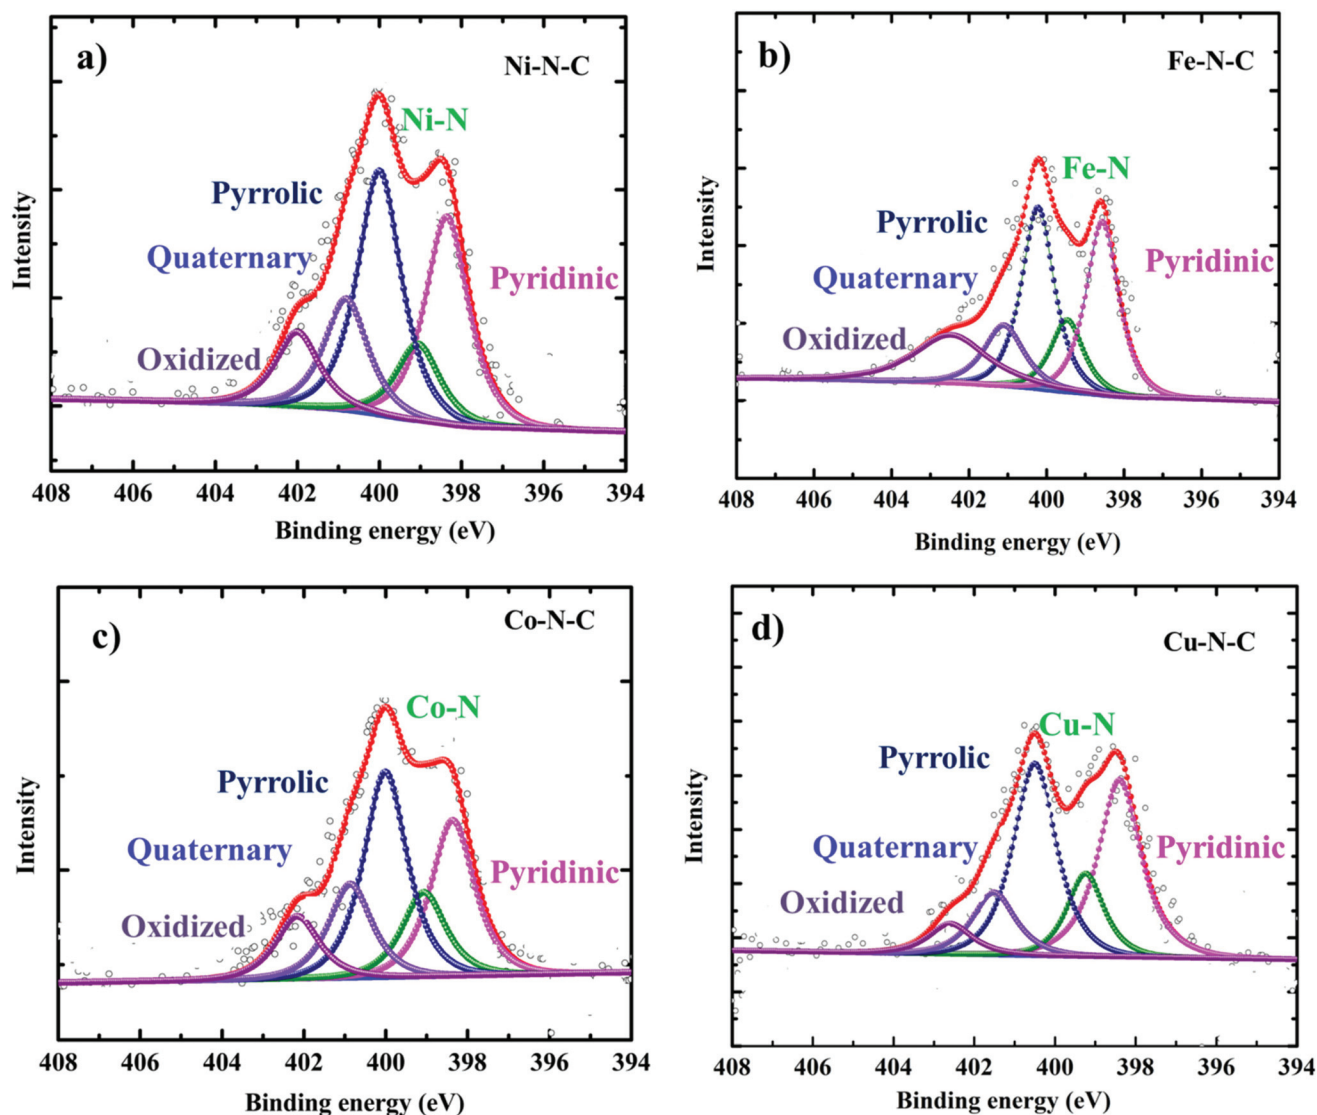 a)
Ni-N-C
Ni-N
Pyrrolic
Quaternary
Pyridinic
Oxidized
Intensity
408 406 404 402 400 398 396 394
Binding energy (eV)
b)
Fe-N-C
Fe-N
Pyrrolic
Quaternary
Pyridinic
Oxidized
Intensity
408 406 404 402 400 398 396 394
Binding energy (eV)
c)
Co-N-C
Co-N
Pyrrolic
Quaternary
Pyridinic
Oxidized
Intensity
408 406 404 402 400 398 396 394
Binding energy (eV)
d)
Cu-N-C
Cu-N
Pyrrolic
Quaternary
Pyridinic
Oxidized
Intensity
408 406 404 402 400 398 396 394
Binding energy (eV)